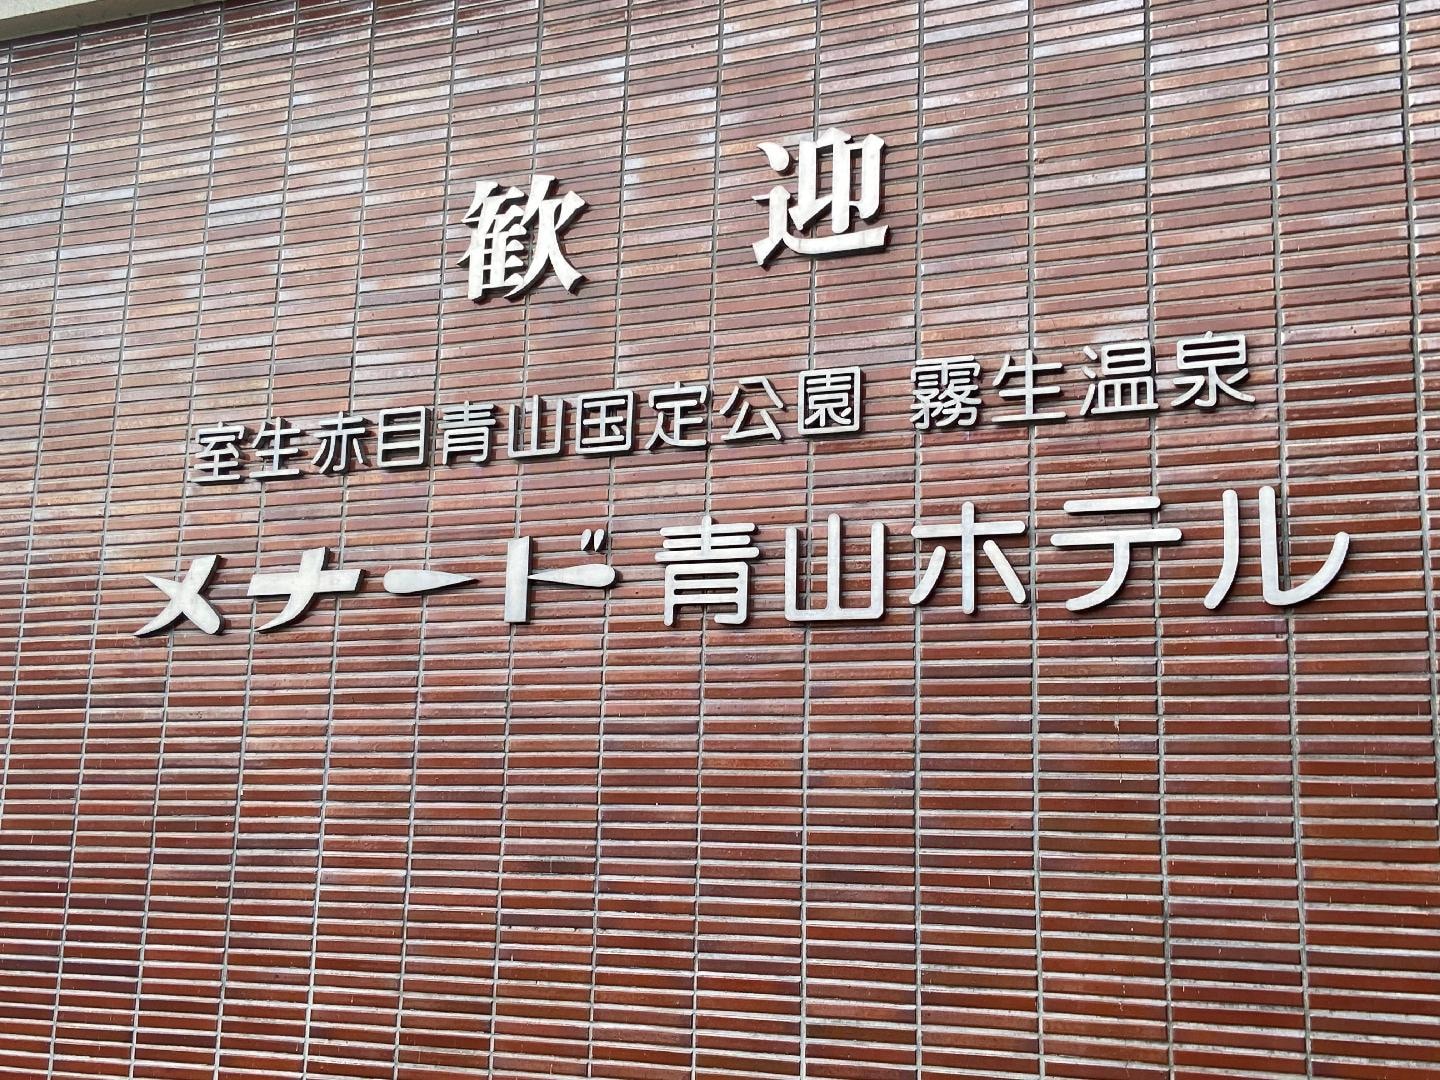 歓迎
室生赤目青山国定公園 霧生温泉
メナード青山ホテル